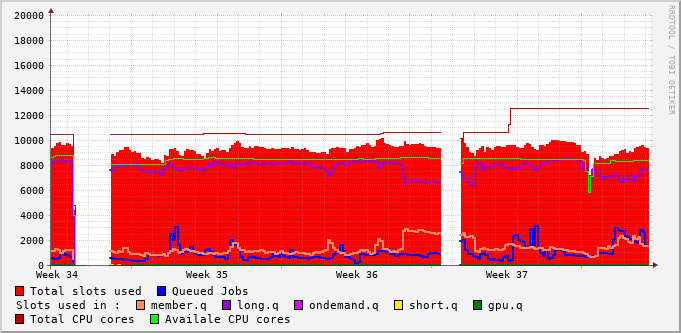 20000
18000
16000
14000
12000
10000
8000
6000
4000
2000
0
Week 34 Week 35 Week 36 Week 37
Total slots used Queued Jobs
Slots used in : member.q long.q ondemand.q short.q gpu.q
Total CPU cores Availale CPU cores
RRDTOOL / TOBI OETIKER